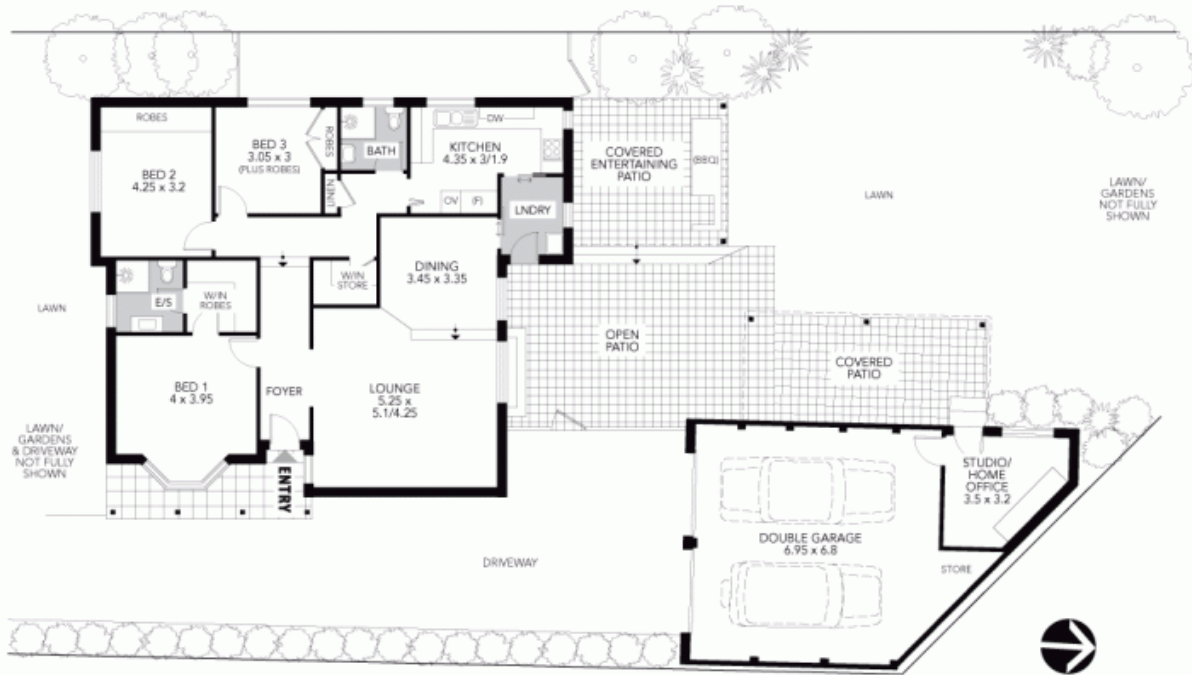 ROBES
BED 2
4.25 x 3.2
BED 3
3.05 x 3
(PLUS ROBES)
ROBES
LINEN
BATH
DW
KITCHEN
4.35 x 3/1.9
OV
(F)
LNDRY
COVERED
ENTERTAINING
PATIO
(BBQ)
LAWN
LAWN/
GARDENS
NOT FULLY
SHOWN
LAWN
E/S
W/IN
ROBES
W/IN
STORE
DINING
3.45 x 3.35
OPEN
PATIO
COVERED
PATIO
BED 1
4 x 3.95
FOYER
LOUNGE
5.25 x
5.1/4.25
LAWN/
GARDENS
& DRIVEWAY
NOT FULLY
SHOWN
ENTRY
STUDIO/
HOME
OFFICE
3.5 x 3.2
DOUBLE GARAGE
6.95 x 6.8
STORE
DRIVEWAY